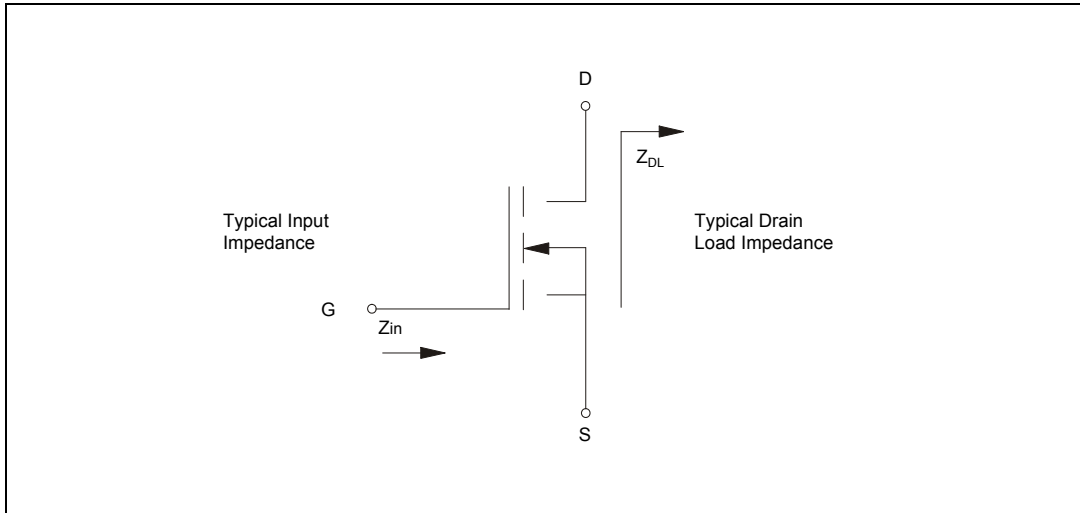 D
Z_DL
Typical Input
Impedance
Typical Drain
Load Impedance
G
Zin
S